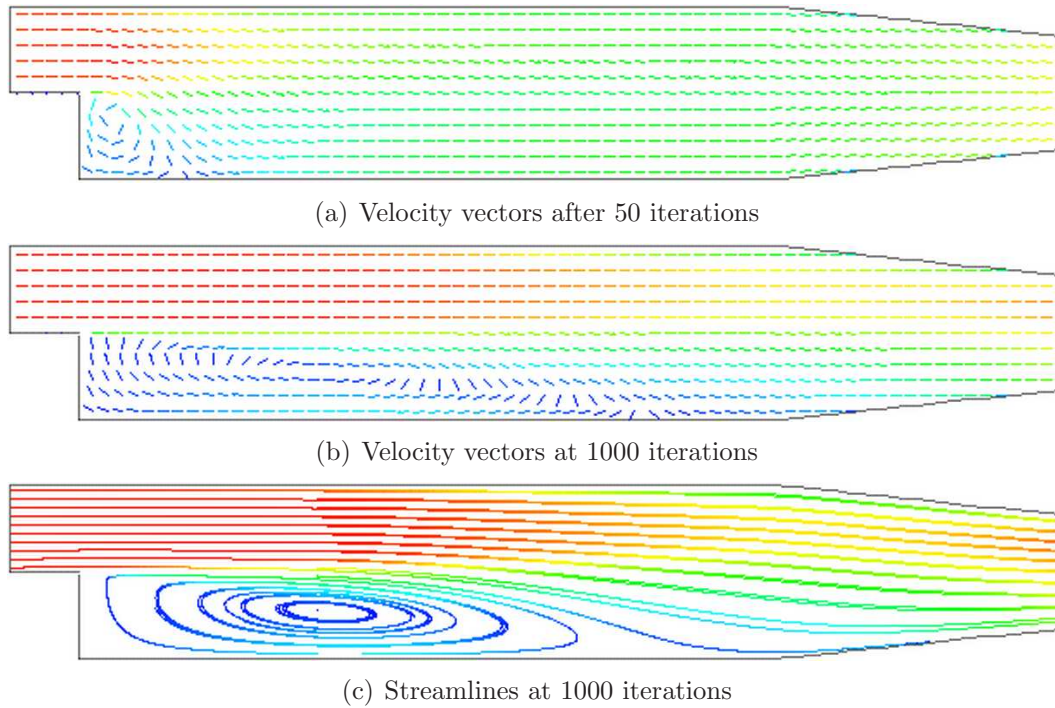 (a) Velocity vectors after 50 iterations
(b) Velocity vectors at 1000 iterations
(c) Streamlines at 1000 iterations